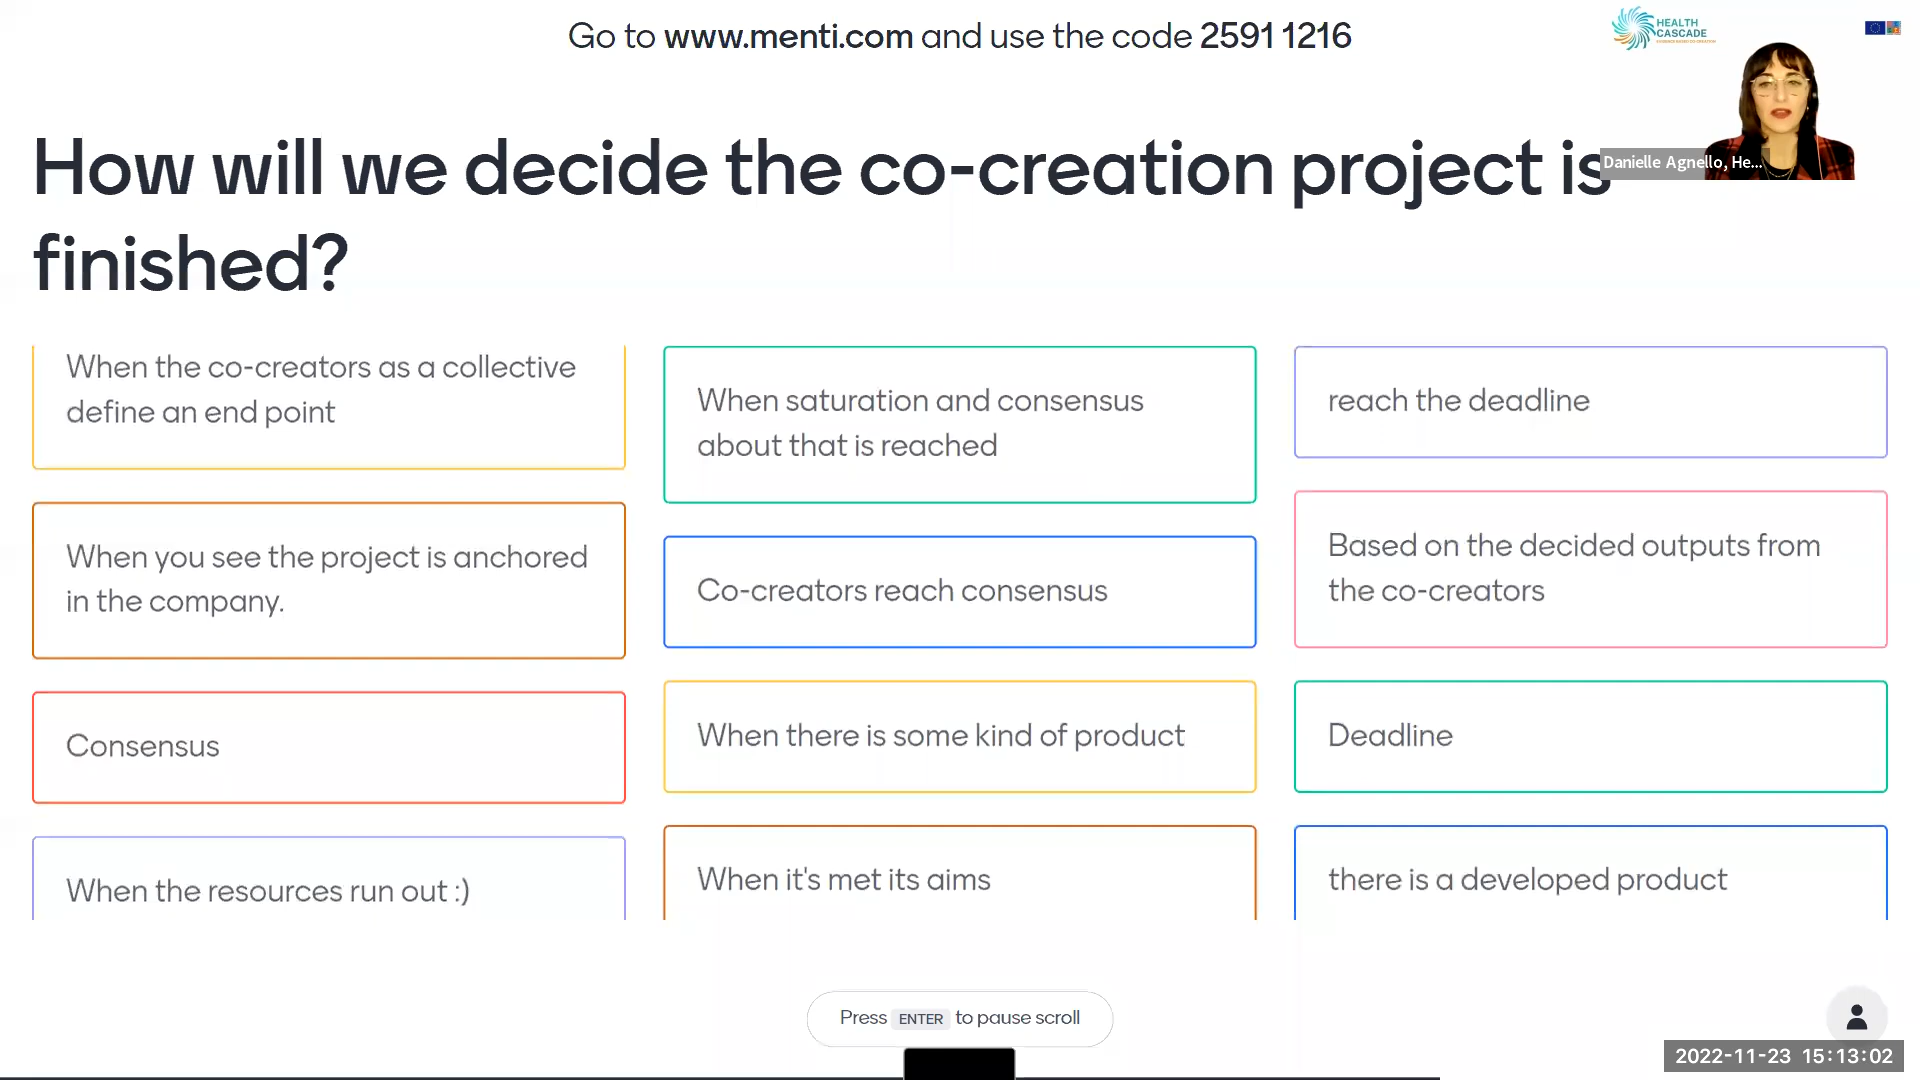 Go to www.menti.com and use the code 2591 1216
HEALTH
CASCADE
Danielle Agnello, He...
How will we decide the co-creation project is
finished?
When the co-creators as a collective
define an end point
When you see the project is anchored
in the company.
Consensus
When the resources run out :)
When saturation and consensus
about that is reached
Co-creators reach consensus
When there is some kind of product
When it's met its aims
reach the deadline
Based on the decided outputs from
the co-creators
Deadline
there is a developed product
Press ENTER to pause scroll
2022-11-23 15:13:02